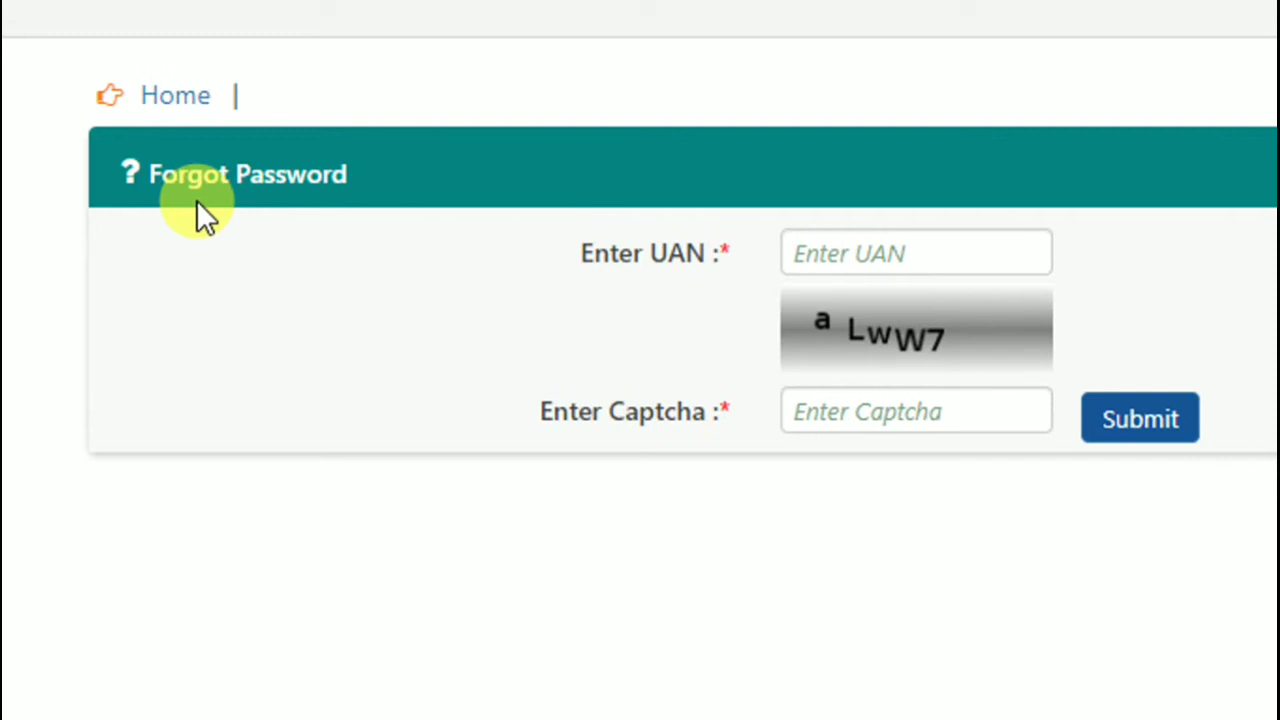 Home |
? Forgot Password
Enter UAN :* Enter UAN
a LwW7
Enter Captcha :* Enter Captcha Submit